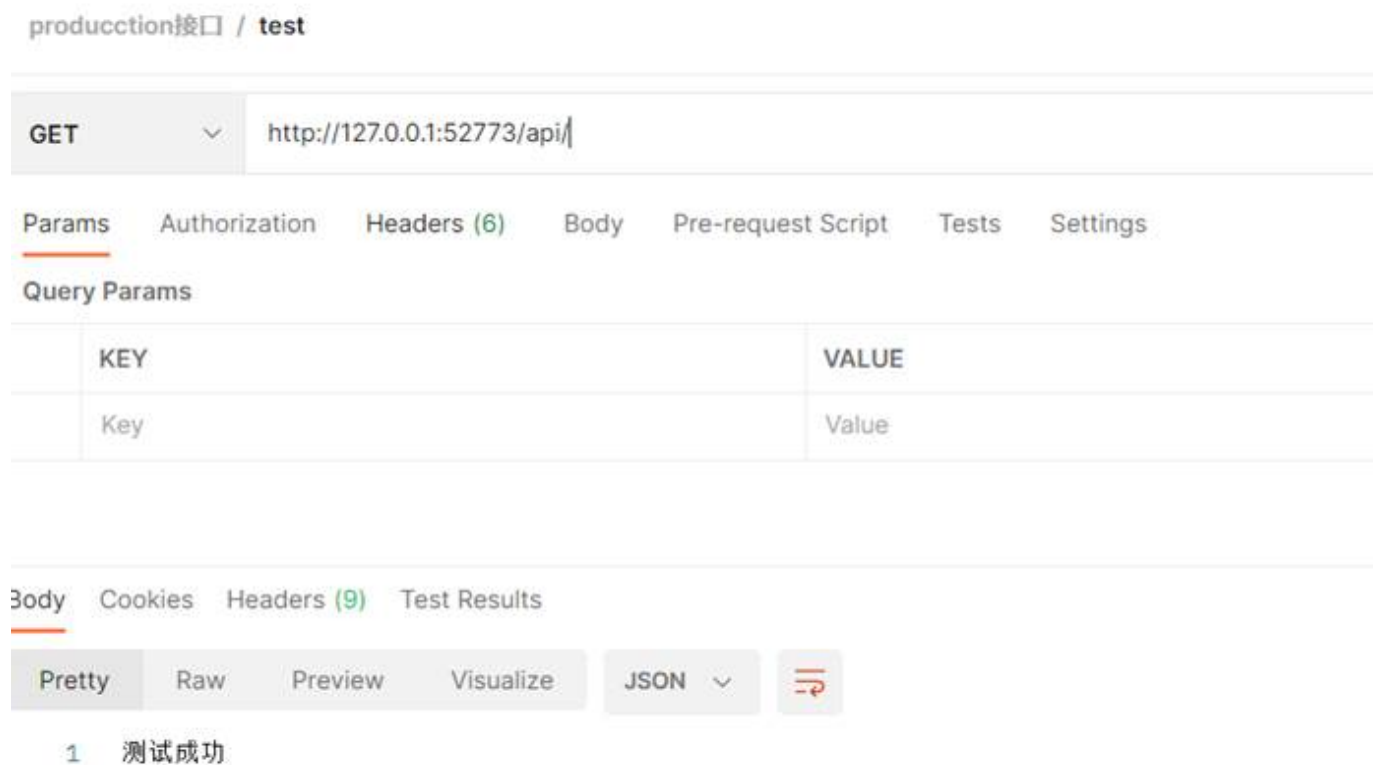 producction接口 / test
GET http://127.0.0.1:52773/api/
Params Authorization Headers (6) Body Pre-request Script Tests Settings
Query Params
KEY VALUE
Key Value
Body Cookies Headers (9) Test Results
Pretty Raw Preview Visualize JSON
1 测试成功